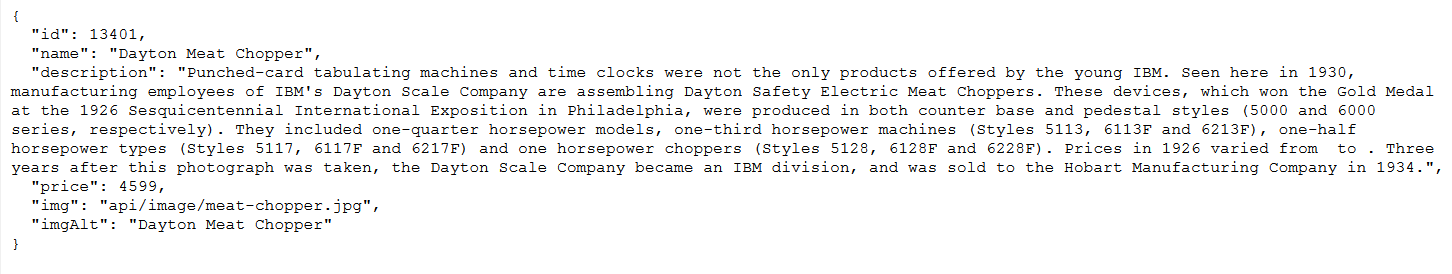 {
  "id": 13401,
  "name": "Dayton Meat Chopper",
  "description": "Punched-card tabulating machines and time clocks were not the only products offered by the young IBM. Seen here in 1930,
manufacturing employees of IBM's Dayton Scale Company are assembling Dayton Safety Electric Meat Choppers. These devices, which won the Gold Medal
at the 1926 Sesquicentennial International Exposition in Philadelphia, were produced in both counter base and pedestal styles (5000 and 6000
series, respectively). They included one-quarter horsepower models, one-third horsepower machines (Styles 5113, 6113F and 6213F), one-half
horsepower types (Styles 5117, 6117F and 6217F) and one horsepower choppers (Styles 5128, 6128F and 6228F). Prices in 1926 varied from  to . Three
years after this photograph was taken, the Dayton Scale Company became an IBM division, and was sold to the Hobart Manufacturing Company in 1934.",
  "price": 4599,
  "img": "api/image/meat-chopper.jpg",
  "imgAlt": "Dayton Meat Chopper"
}